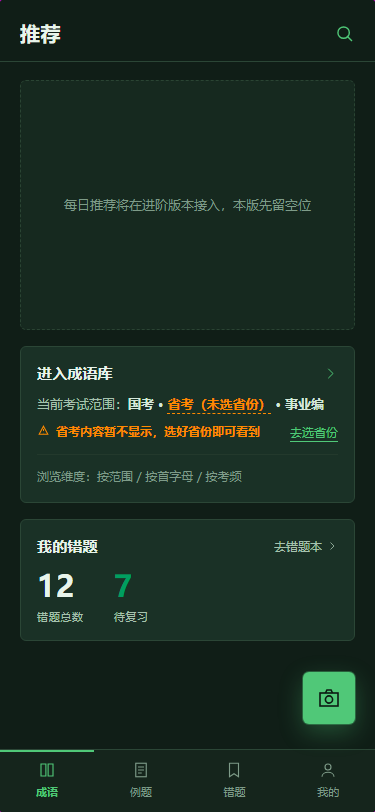 推荐
每日推荐将在进阶版本接入，本版先留空位
进入成语库
当前考试范围：国考 • 省考（未选省份） • 事业编
省考内容暂不显示，选好省份即可看到 去选省份
浏览维度：按范围 / 按首字母 / 按考频
我的错题 去错题本
12 7
错题总数 待复习
成语 例题 错题 我的